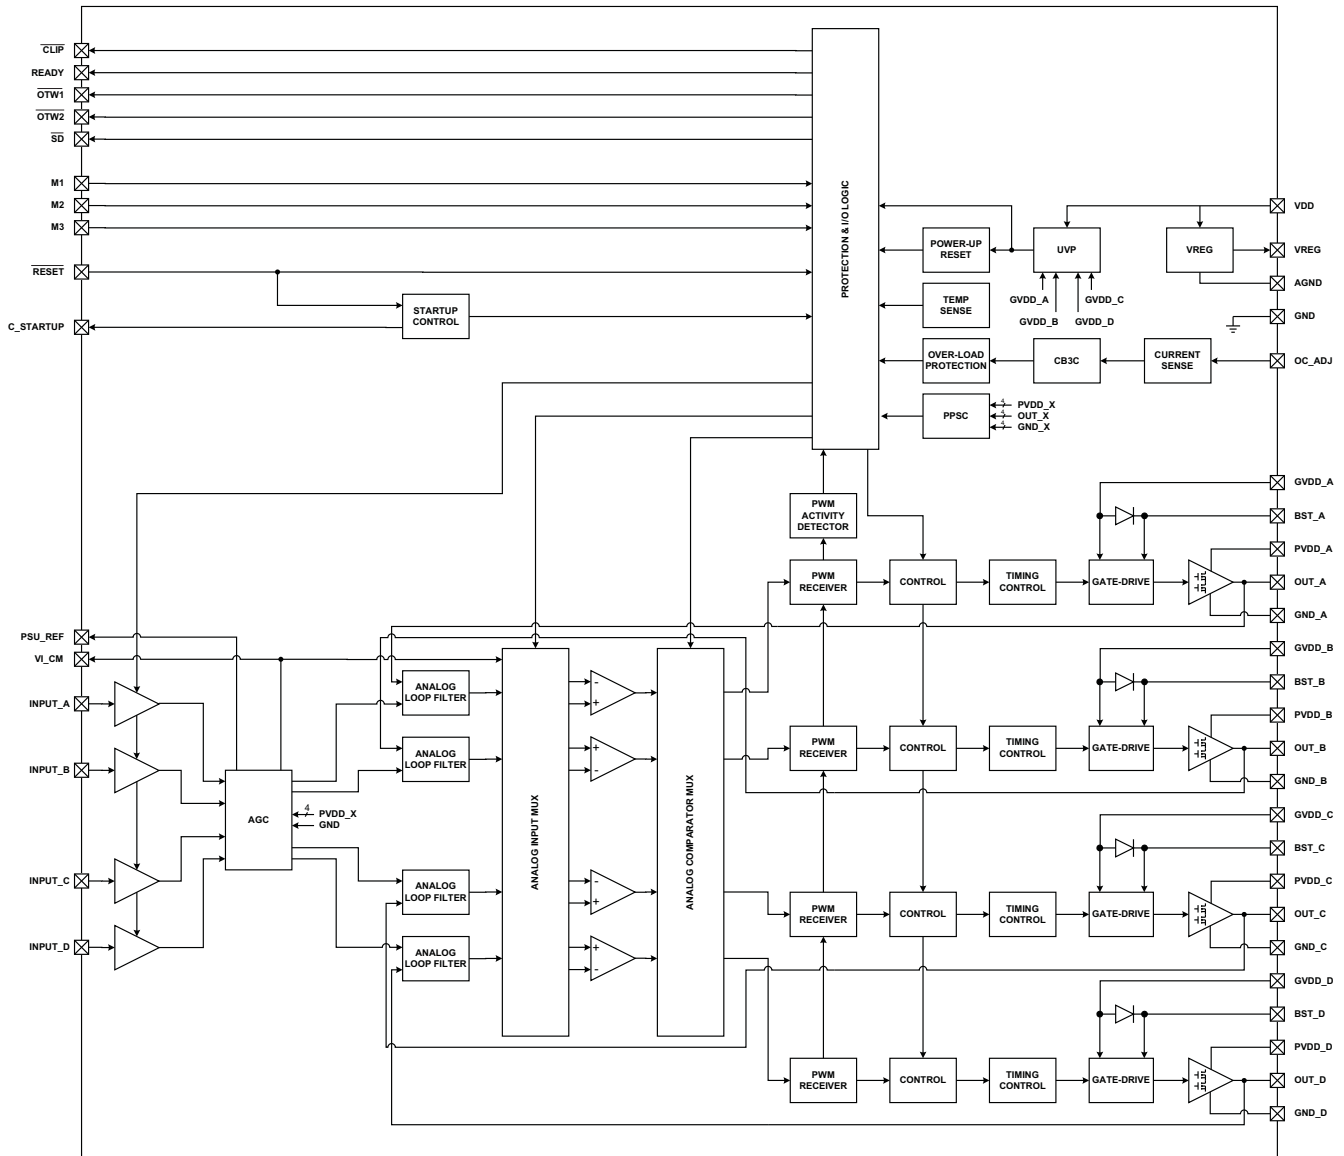 CLIP
READY
OTW1
OTW2
SD
M1
M2
M3
RESET
C_STARTUP
STARTUP
CONTROL
PROTECTION & I/O LOGIC
POWER-UP
RESET
UVP
VREG
GVDD_A
GVDD_C
GVDD_B
GVDD_D
TEMP
SENSE
OVER-LOAD
PROTECTION
CB3C
CURRENT
SENSE
PPSC
4
PVDD_X
4
OUT_X
4
GND_X
VDD
VREG
AGND
GND
OC_ADJ
PWM
ACTIVITY
DETECTOR
PWM
RECEIVER
CONTROL
TIMING
CONTROL
GATE-DRIVE
GVDD_A
BST_A
PVDD_A
OUT_A
GND_A
PSU_REF
VI_CM
INPUT_A
INPUT_B
INPUT_C
INPUT_D
AGC
4
PVDD_X
GND
ANALOG
LOOP FILTER
ANALOG
LOOP FILTER
ANALOG
LOOP FILTER
ANALOG
LOOP FILTER
ANALOG INPUT MUX
-
+
+
-
-
+
+
-
ANALOG COMPARATOR MUX
PWM
RECEIVER
CONTROL
TIMING
CONTROL
GATE-DRIVE
GVDD_B
BST_B
PVDD_B
OUT_B
GND_B
PWM
RECEIVER
CONTROL
TIMING
CONTROL
GATE-DRIVE
GVDD_C
BST_C
PVDD_C
OUT_C
GND_C
PWM
RECEIVER
CONTROL
TIMING
CONTROL
GATE-DRIVE
GVDD_D
BST_D
PVDD_D
OUT_D
GND_D